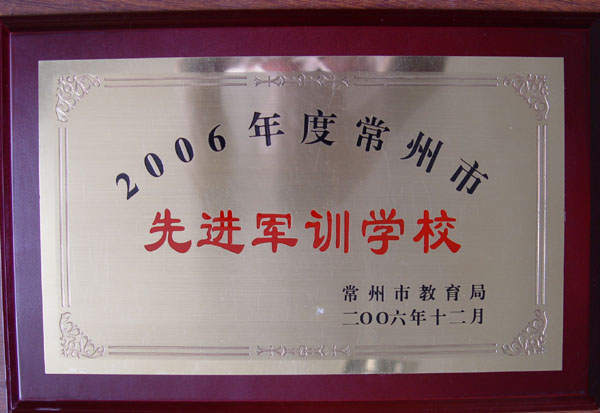 2006年度常州市
先进军训学校
常州市教育局
二〇〇六年十二月